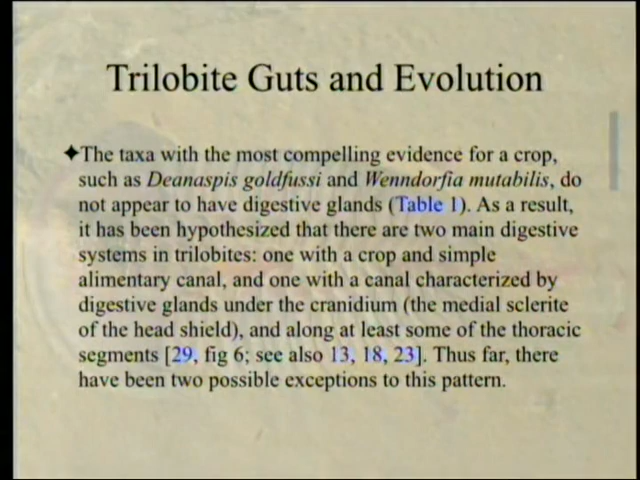 Trilobite Guts and Evolution
✦The taxa with the most compelling evidence for a crop,
such as Deanaspis goldfussi and Wenndorfia mutabilis, do
not appear to have digestive glands (Table 1). As a result,
it has been hypothesized that there are two main digestive
systems in trilobites: one with a crop and simple
alimentary canal, and one with a canal characterized by
digestive glands under the cranidium (the medial sclerite
of the head shield), and along at least some of the thoracic
segments [29, fig 6; see also 13, 18, 23]. Thus far, there
have been two possible exceptions to this pattern.